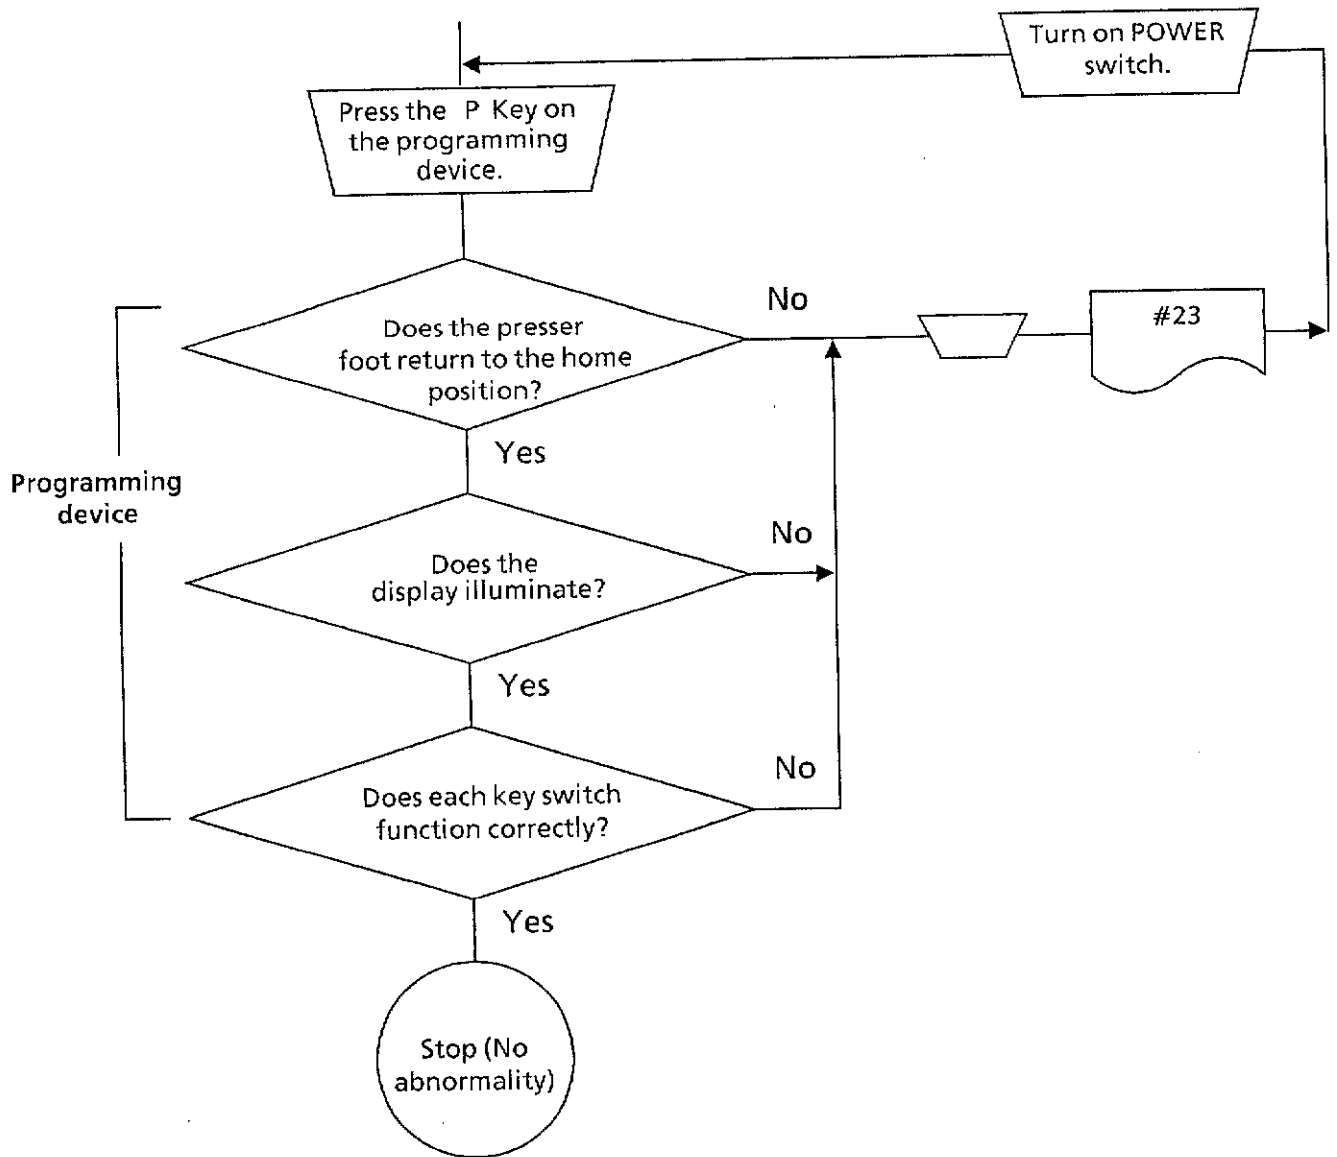 Turn on POWER
switch.
Press the P Key on
the programming
device.
No
#23
Does the presser
foot return to the home
position?
Yes
Programming
device
No
Does the
display illuminate?
Yes
No
Does each key switch
function correctly?
Yes
Stop (No
abnormality)